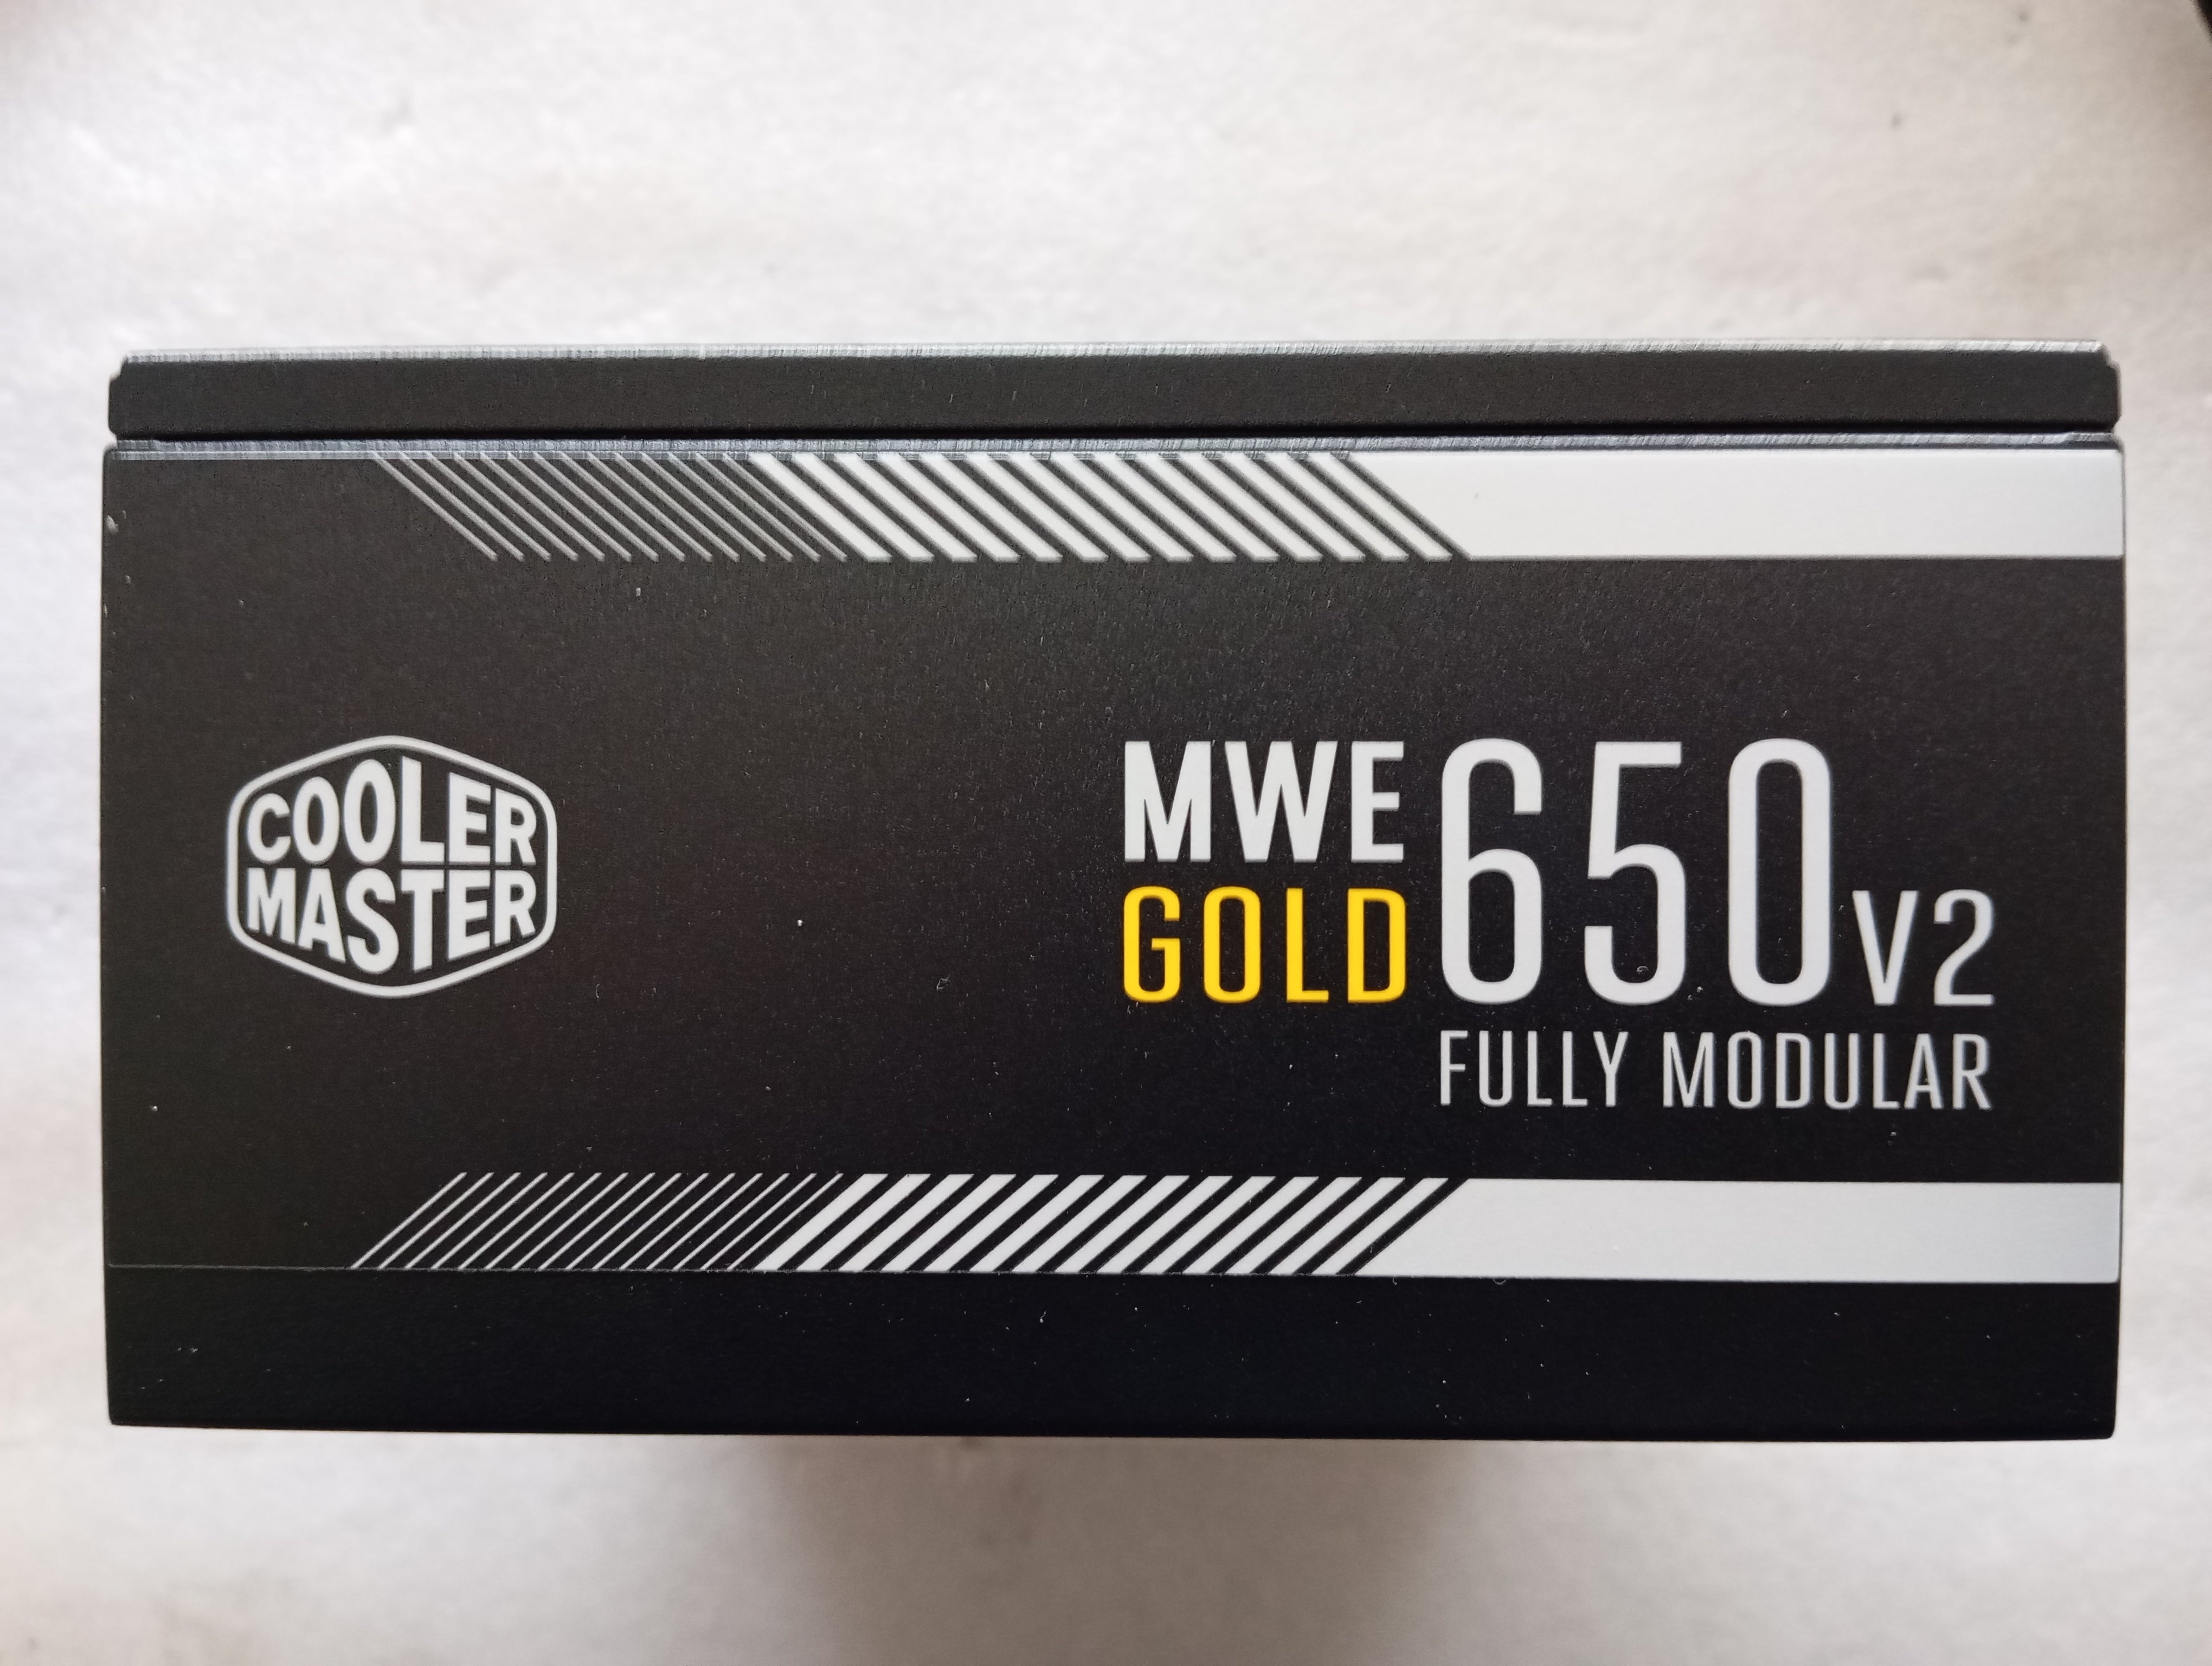 COOLER
MASTER
MWE 650 V2
GOLD
FULLY MODULAR